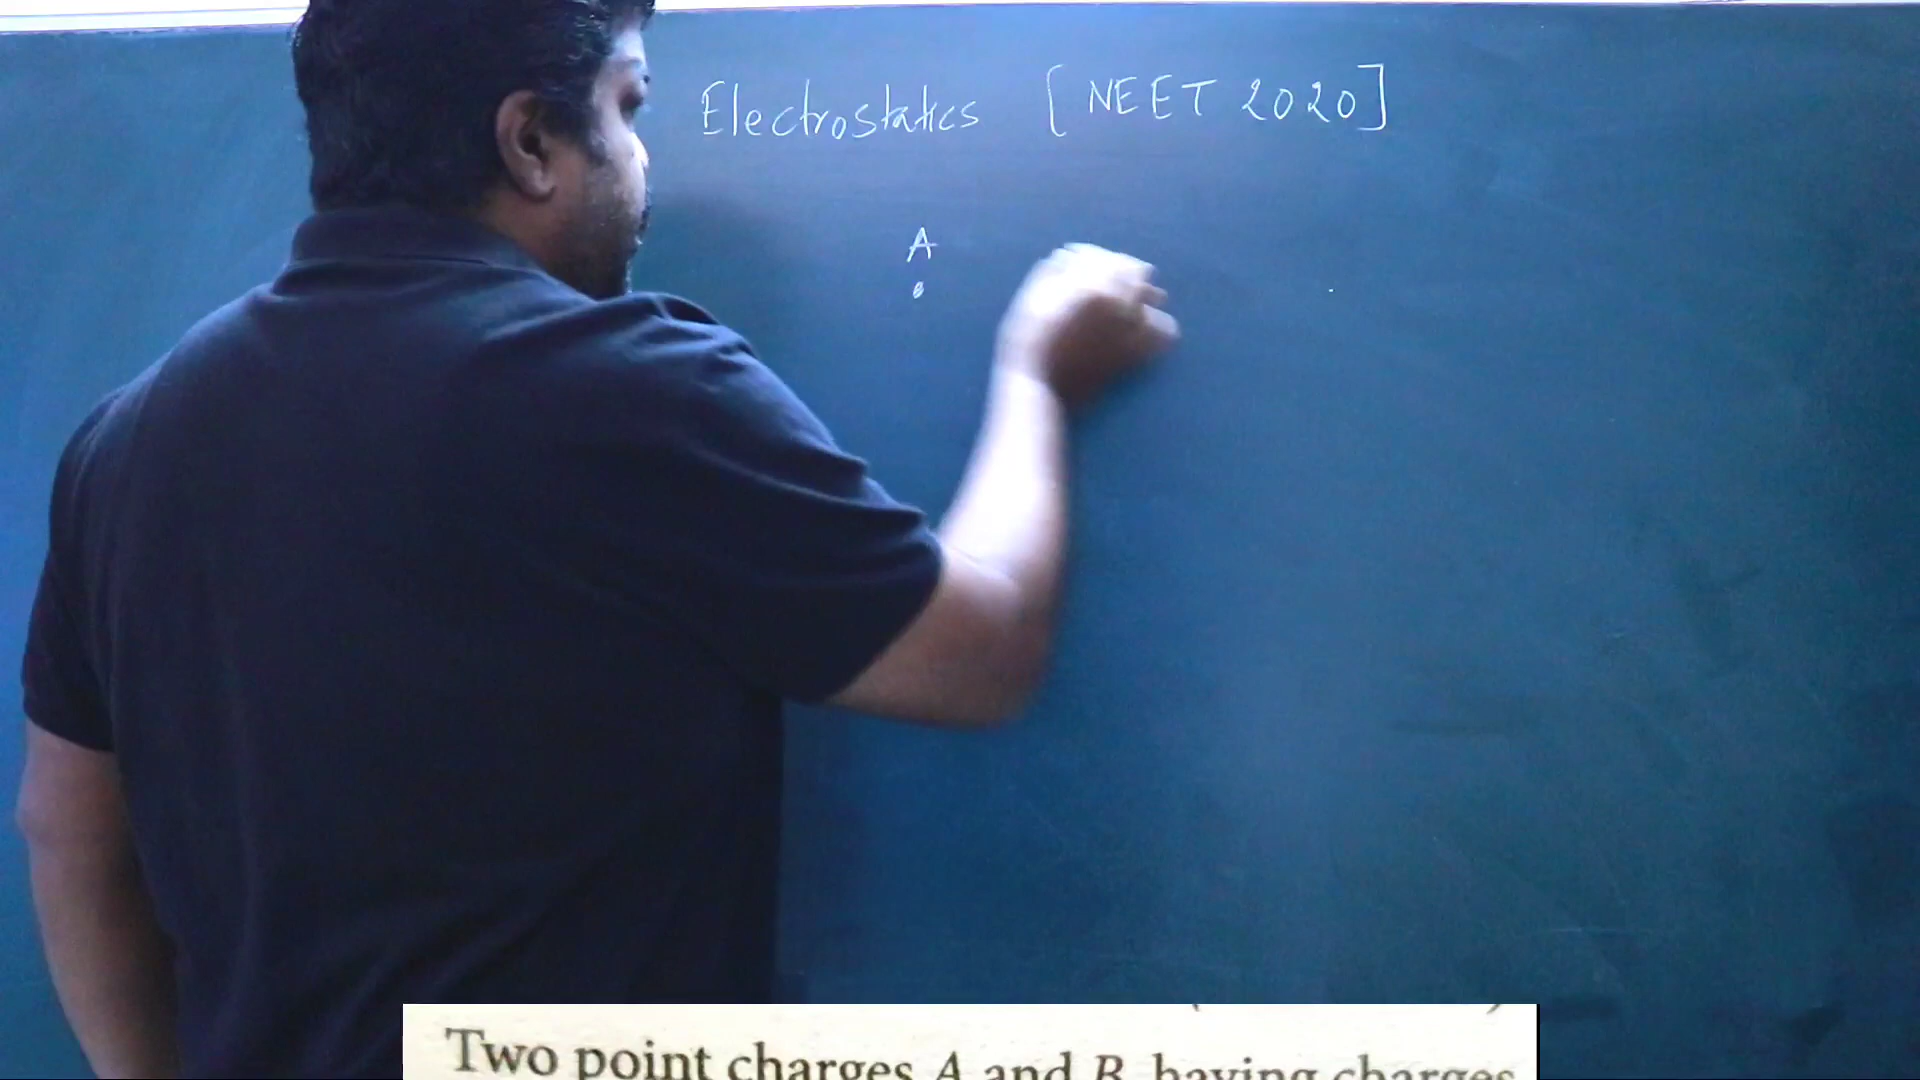 Electrostatics [NEET 2020]
A
Two point charges A and B, having charges